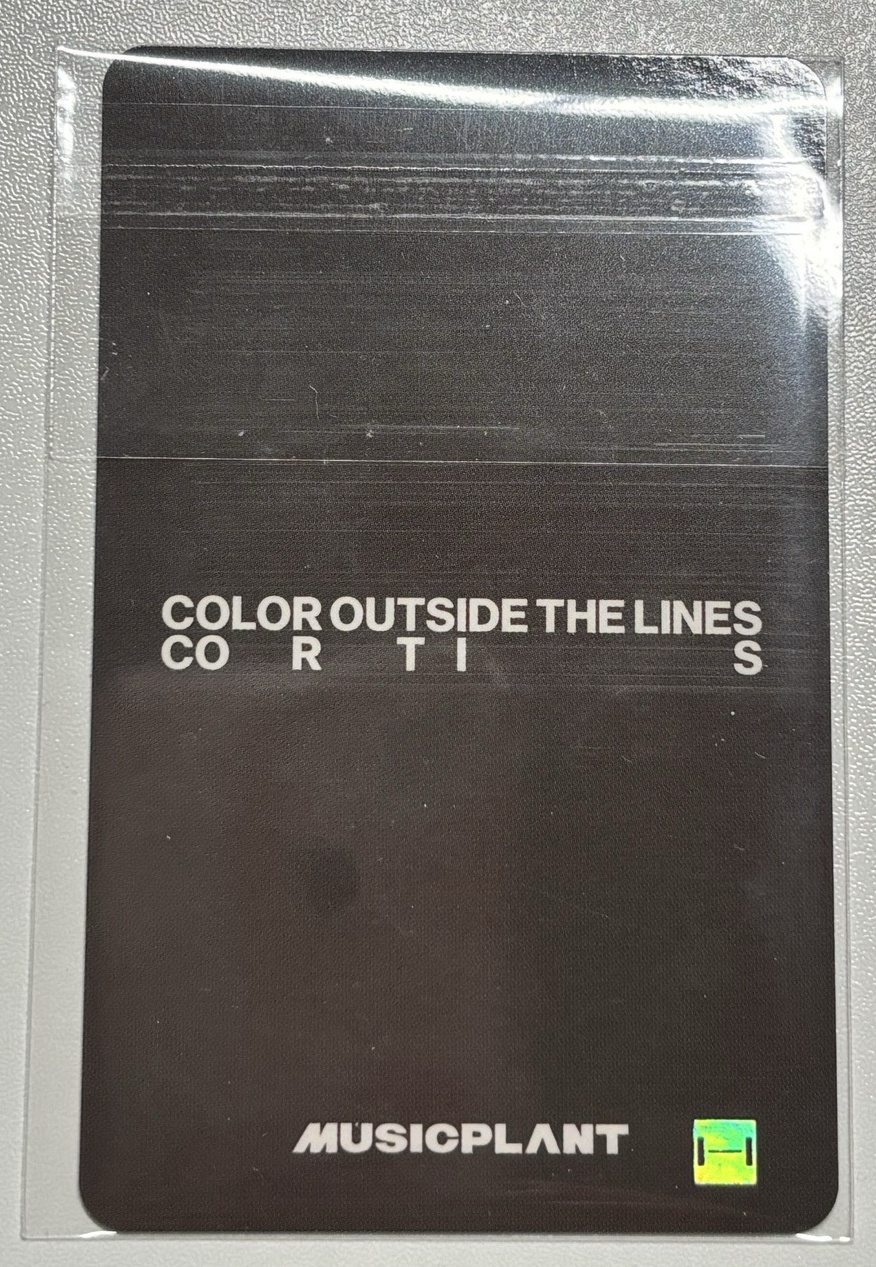 COLOR OUTSIDE THE LINES
CO R T I S
MUSICPLANT